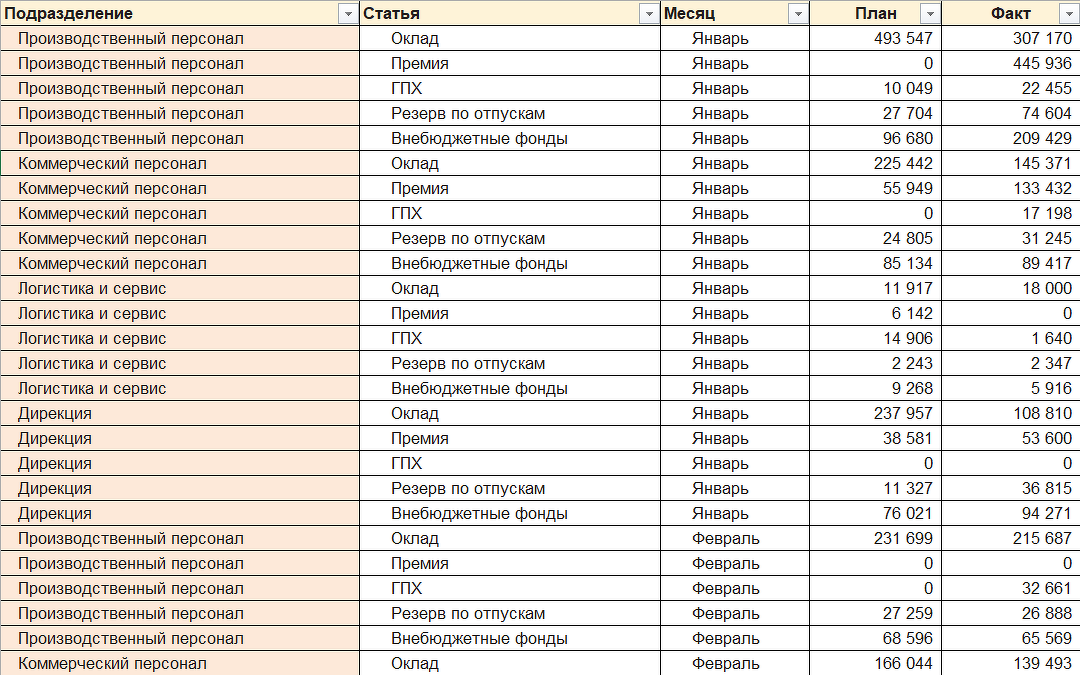 Подразделение Статья Месяц План Факт
Производственный персонал Оклад Январь 493 547 307 170
Производственный персонал Премия Январь 0 445 936
Производственный персонал ГПХ Январь 10 049 22 455
Производственный персонал Резерв по отпускам Январь 27 704 74 604
Производственный персонал Внебюджетные фонды Январь 96 680 209 429
Коммерческий персонал Оклад Январь 225 442 145 371
Коммерческий персонал Премия Январь 55 949 133 432
Коммерческий персонал ГПХ Январь 0 17 198
Коммерческий персонал Резерв по отпускам Январь 24 805 31 245
Коммерческий персонал Внебюджетные фонды Январь 85 134 89 417
Логистика и сервис Оклад Январь 11 917 18 000
Логистика и сервис Премия Январь 6 142 0
Логистика и сервис ГПХ Январь 14 906 1 640
Логистика и сервис Резерв по отпускам Январь 2 243 2 347
Логистика и сервис Внебюджетные фонды Январь 9 268 5 916
Дирекция Оклад Январь 237 957 108 810
Дирекция Премия Январь 38 581 53 600
Дирекция ГПХ Январь 0 0
Дирекция Резерв по отпускам Январь 11 327 36 815
Дирекция Внебюджетные фонды Январь 76 021 94 271
Производственный персонал Оклад Февраль 231 699 215 687
Производственный персонал Премия Февраль 0 0
Производственный персонал ГПХ Февраль 0 32 661
Производственный персонал Резерв по отпускам Февраль 27 259 26 888
Производственный персонал Внебюджетные фонды Февраль 68 596 65 569
Коммерческий персонал Оклад Февраль 166 044 139 493